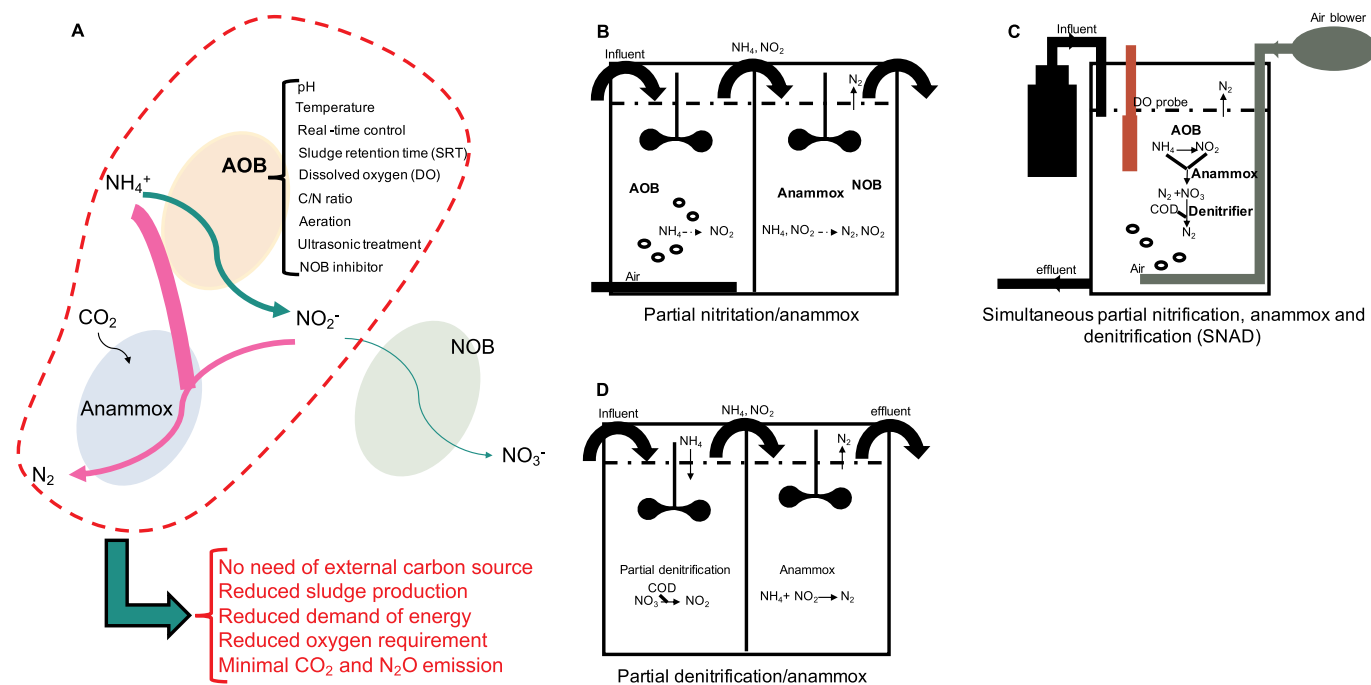 A
pH
Temperature
Real-time control
Sludge retention time (SRT)
Dissolved oxygen (DO)
C/N ratio
Aeration
Ultrasonic treatment
NOB inhibitor
AOB
NH₄⁺
CO₂
NO₂⁻
NOB
Anammox
N₂
NO₃⁻
No need of external carbon source
Reduced sludge production
Reduced demand of energy
Reduced oxygen requirement
Minimal CO₂ and N₂O emission
B
Influent
NH₄, NO₂
N₂
AOB
Anammox
NOB
NH₄ NO₂
NH₄, NO₂ N₂, NO₂
Air
Partial nitritation/anammox
C
Air blower
Influent
N₂
DO probe
AOB
NH₄ NO₂
Anammox
N₂ +NO₃
COD
Denitrifier
N₂
Air
effluent
Simultaneous partial nitrification, anammox and
denitrification (SNAD)
D
Influent
NH₄, NO₂
effluent
NH₄
N₂
Partial denitrification
COD
NO₃ NO₂
Anammox
NH₄+ NO₂ N₂
Partial denitrification/anammox